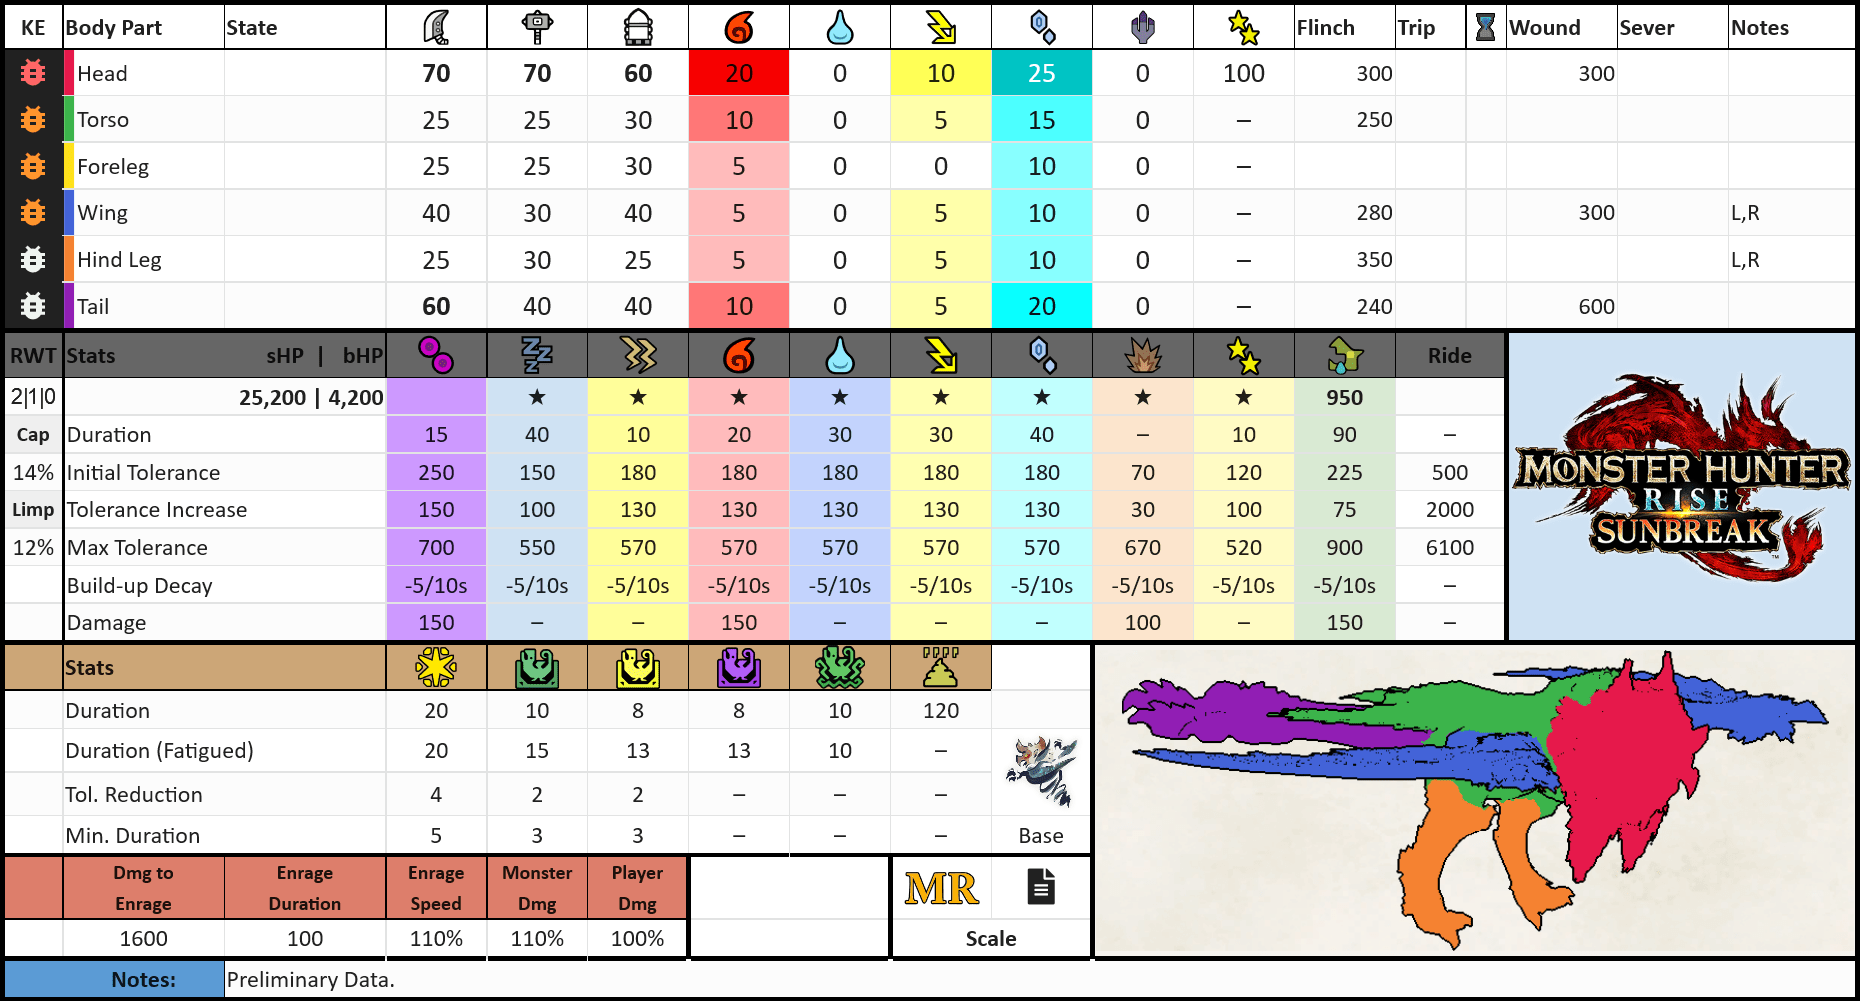 KE Body Part State Flinch Trip Wound Sever Notes
Head 70 70 60 20 0 10 25 0 100 300 300
Torso 25 25 30 10 0 5 15 0 – 250
Foreleg 25 25 30 5 0 0 10 0 –
Wing 40 30 40 5 0 5 10 0 – 280 300 L,R
Hind Leg 25 30 25 5 0 5 10 0 – 350 L,R
Tail 60 40 40 10 0 5 20 0 – 240 600
RWT Stats sHP | bHP Ride
2|1|0 25,200 | 4,200 ★ ★ ★ ★ ★ ★ ★ ★ 950
Cap Duration 15 40 10 20 30 30 40 – 10 90 –
14% Initial Tolerance 250 150 180 180 180 180 180 70 120 225 500
Limp Tolerance Increase 150 100 130 130 130 130 130 30 100 75 2000
12% Max Tolerance 700 550 570 570 570 570 570 670 520 900 6100
Build-up Decay -5/10s -5/10s -5/10s -5/10s -5/10s -5/10s -5/10s -5/10s -5/10s -5/10s –
Damage 150 – – 150 – – – 100 – 150 –
MONSTER HUNTER
RISE
SUNBREAK
™
Stats
Duration 20 10 8 8 10 120
Duration (Fatigued) 20 15 13 13 10 –
Tol. Reduction 4 2 2 – – –
Min. Duration 5 3 3 – – – Base
Dmg to Enrage Enrage Monster Player
Enrage Duration Speed Dmg Dmg
MR
1600 100 110% 110% 100% Scale
Notes: Preliminary Data.